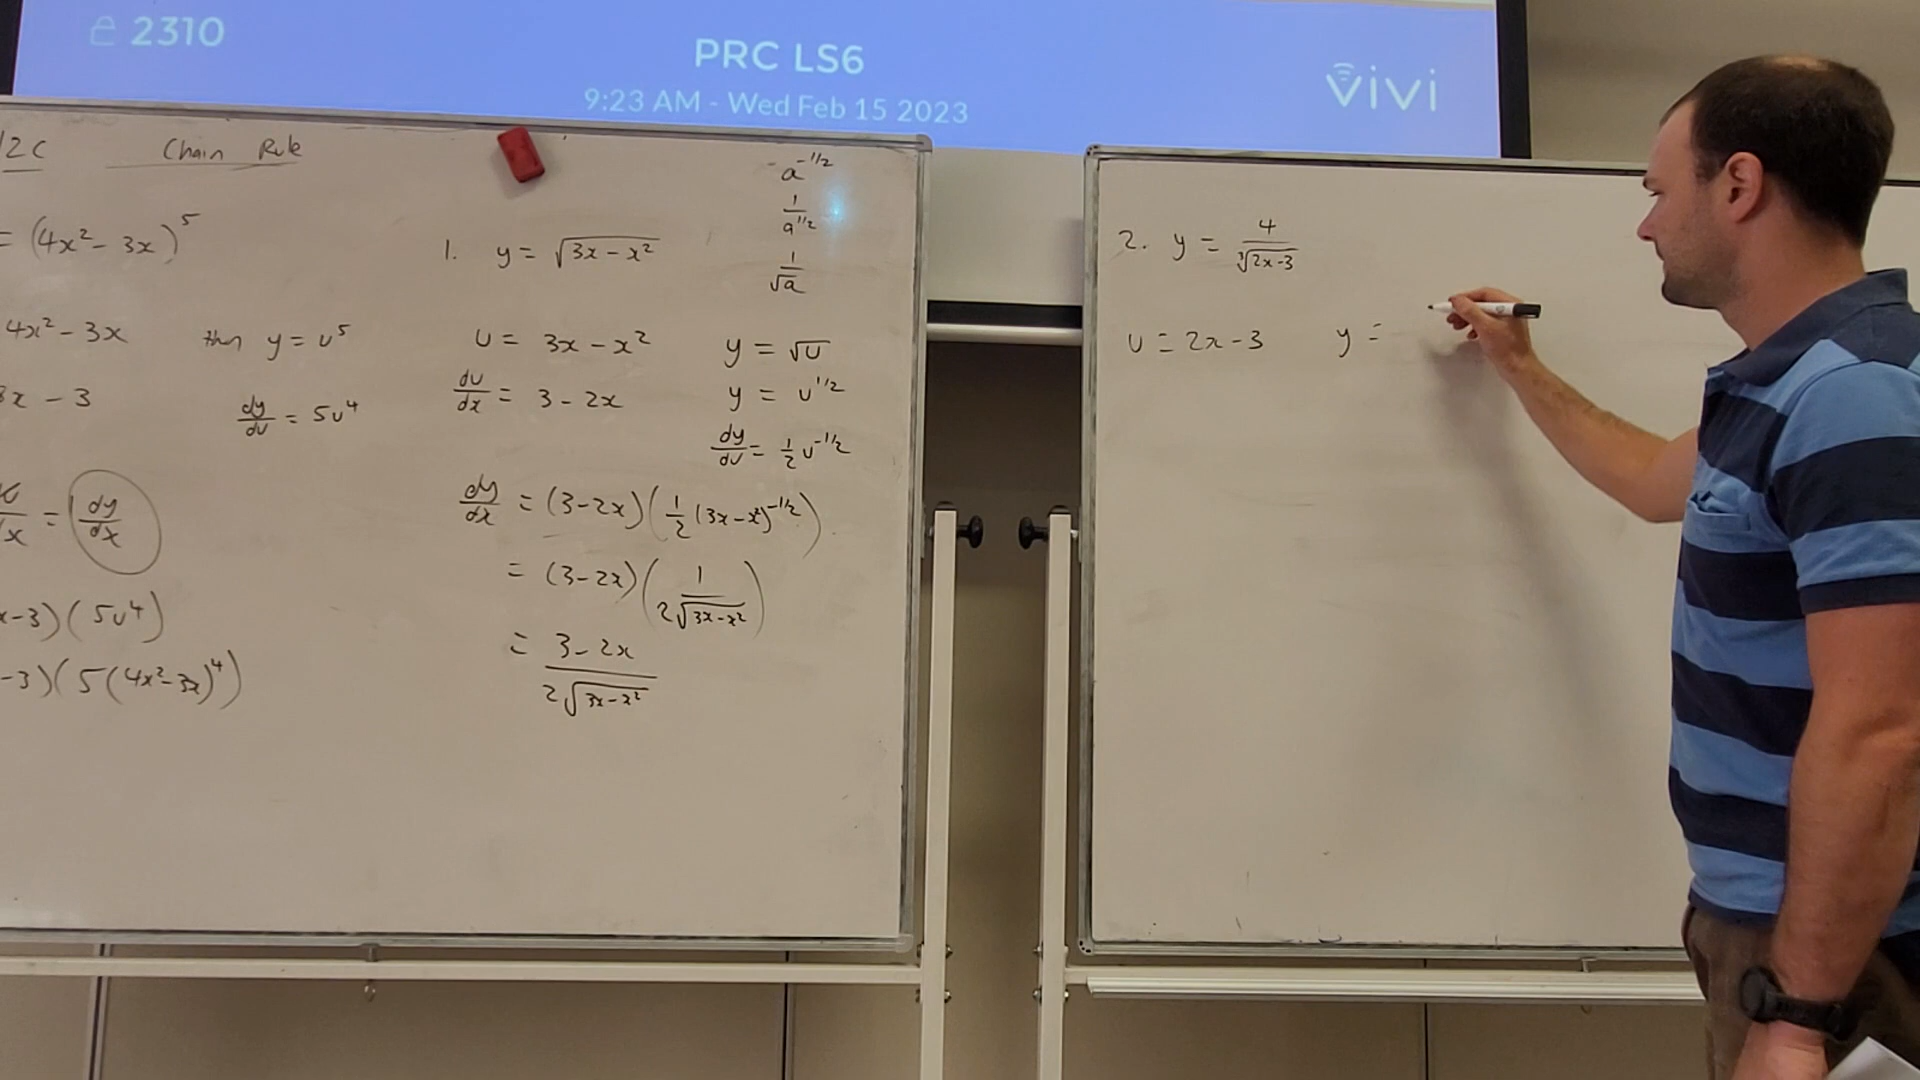 2310
PRC LS6
9:23 AM - Wed Feb 15 2023
vivi
12C Chain Rule
= (4x² - 3x)⁵
4x² - 3x then y = u⁵
8x - 3
dy/du = 5u⁴
= dy/dx
x-3)(5u⁴)
-3)(5(4x²-3x)⁴)
a^-1/2
1/a^1/2
1/√a
1. y = √(3x - x²)
u = 3x - x² y = √u
du/dx = 3 - 2x y = u^1/2
dy/du = 1/2 u^-1/2
dy/dx = (3-2x)(1/2 (3x-x²)^-1/2)
= (3-2x)(1/2√(3x-x²))
= 3-2x/2√(3x-x²)
2. y = 4/∛(2x-3)
u = 2x-3 y =